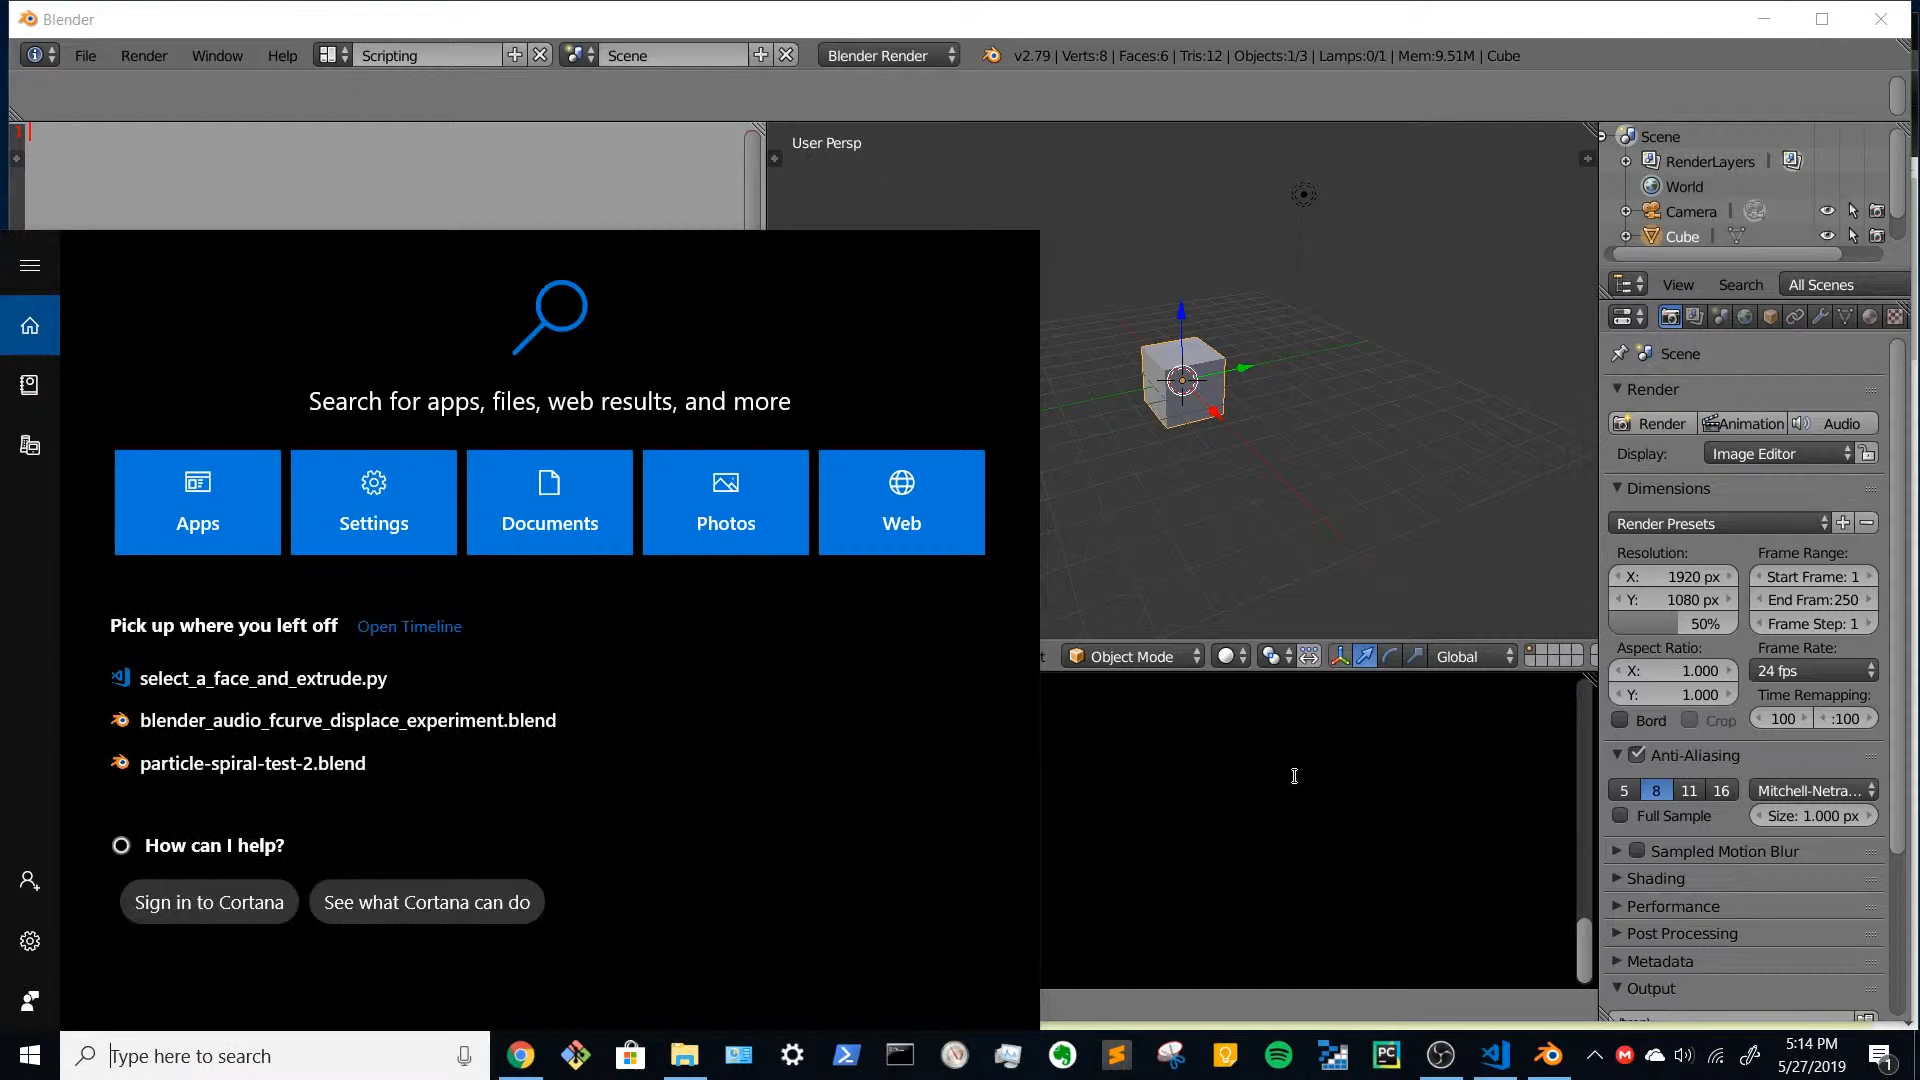 Blender
File Render Window Help Scripting Scene Blender Render v2.79 | Verts:8 | Faces:6 | Tris:12 | Objects:1/3 | Lamps:0/1 | Mem:9.51M | Cube
1
User Persp
Scene
RenderLayers
World
Camera
Cube
View Search All Scenes
Scene
Render
Render Animation Audio
Display: Image Editor
Dimensions
Render Presets
Resolution: Frame Range:
X: 1920 px Start Frame: 1
Y: 1080 px End Fram:250
50% Frame Step: 1
Aspect Ratio: Frame Rate:
X: 1.000 24 fps
Y: 1.000 Time Remapping:
Bord Crop 100 :100
Anti-Aliasing
5 8 11 16 Mitchell-Netra...
Full Sample Size: 1.000 px
Sampled Motion Blur
Shading
Performance
Post Processing
Metadata
Output
t Object Mode Global
Search for apps, files, web results, and more
Apps Settings Documents Photos Web
Pick up where you left off Open Timeline
select_a_face_and_extrude.py
blender_audio_fcurve_displace_experiment.blend
particle-spiral-test-2.blend
How can I help?
Sign in to Cortana See what Cortana can do
Type here to search
PC
M
5:14 PM
5/27/2019
1